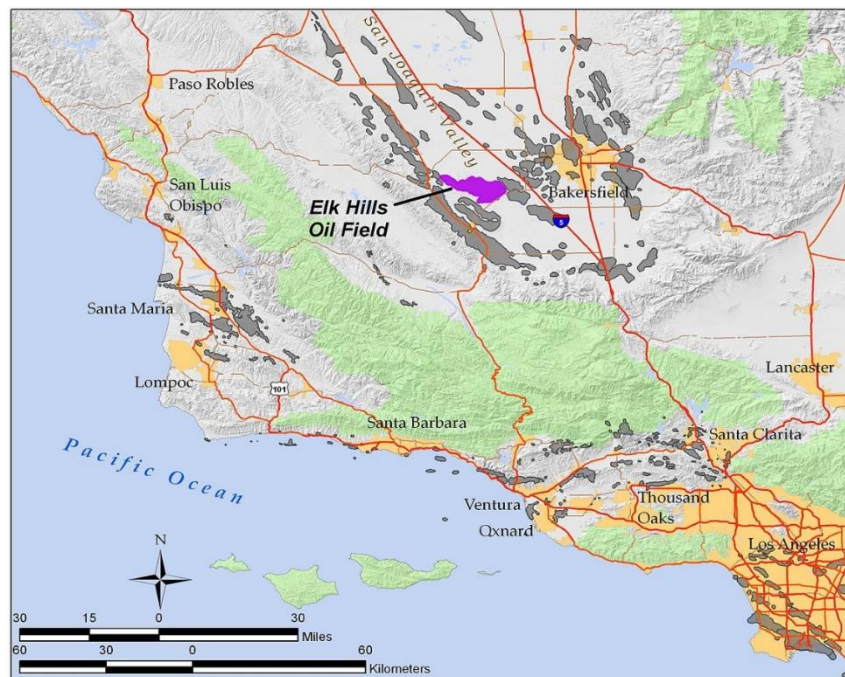 San Joaquin Valley
Paso Robles
San Luis
Obispo
Elk Hills
Oil Field
Bakersfield
5
Santa Maria
Lompoc
101
Santa Barbara
Lancaster
Santa Clarita
Pacific Ocean
Ventura
Qxnard
Thousand
Oaks
Los Angeles
N
30 15 0 30
Miles
60 30 0 60
Kilometers